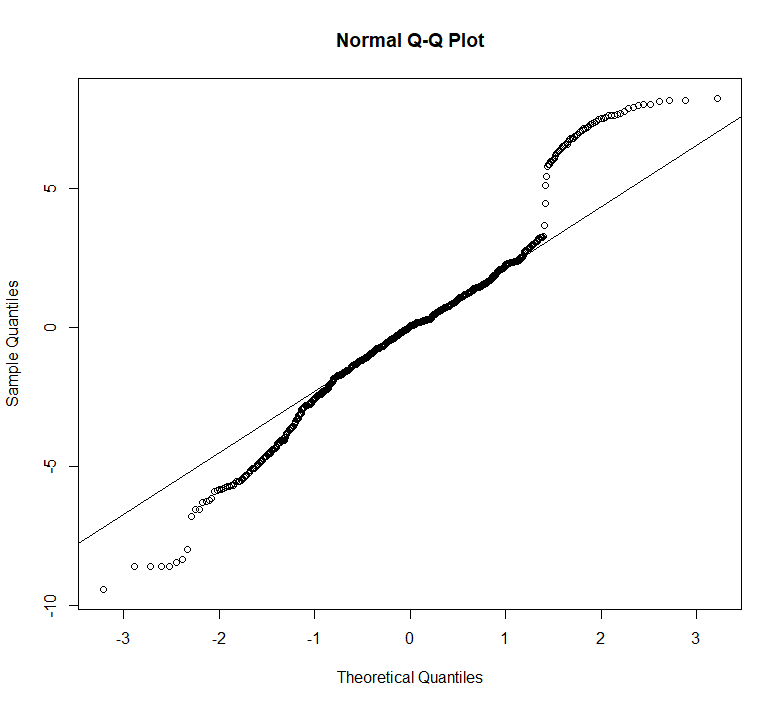 Normal Q-Q Plot
Sample Quantiles
5
0
-5
-10
-3 -2 -1 0 1 2 3
Theoretical Quantiles